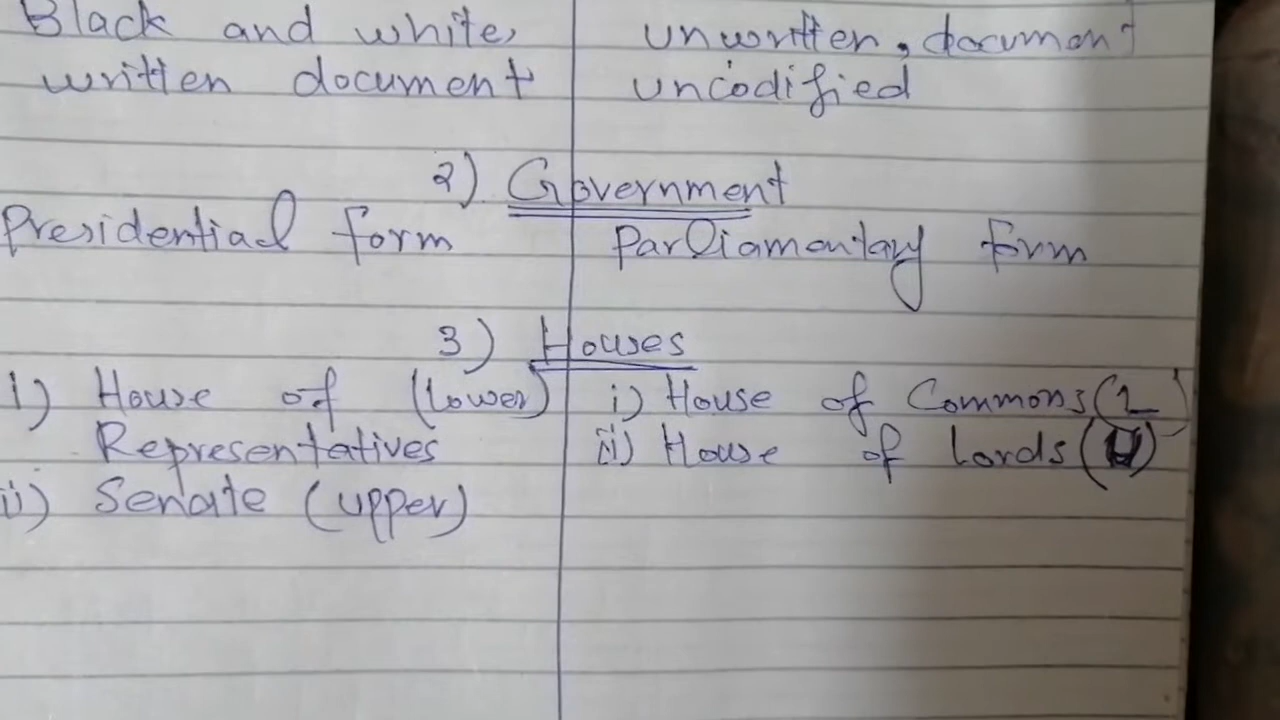 Black and white,
written document
unwritten, document
uncodified
2) Government
Presidential form
Parliamentary form
3) Houses
i) House of (lower)
Representatives
ii) Senate (upper)
i) House of Commons (L)
ii) House of lords (U)